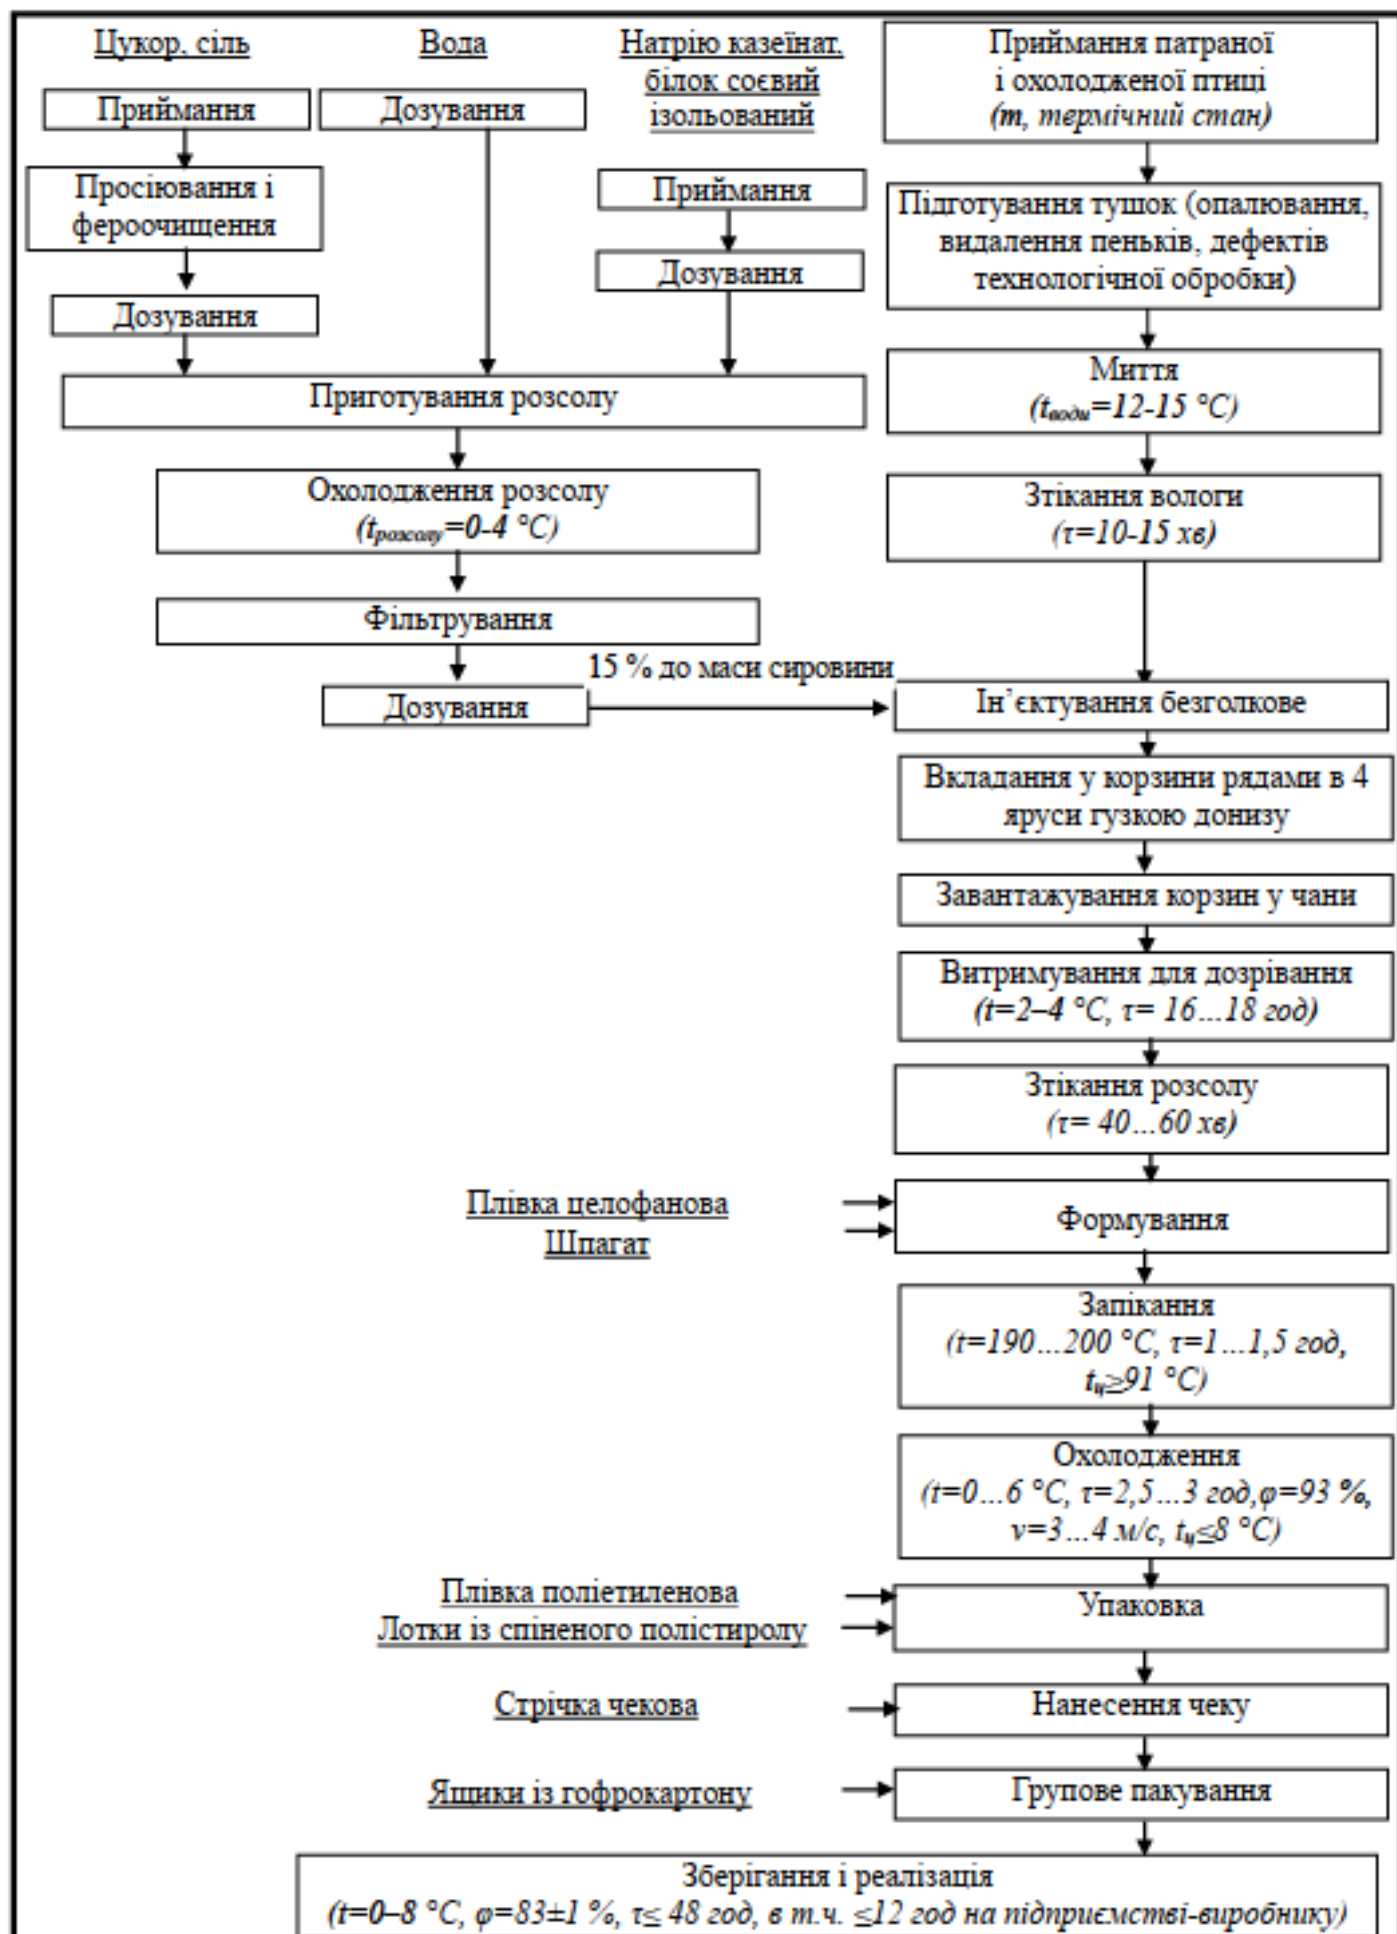 Цукор, сіль
Приймання
Просіювання і
фероочищення
Дозування
Вода
Дозування
Натрію казеїнат,
білок соєвий
ізольований
Приймання
Дозування
Приготування розсолу
Охолодження розсолу
(tрозсолу=0-4 °C)
Фільтрування
Дозування
15 % до маси сировини
Приймання патраної
і охолодженої птиці
(m, термічний стан)
Підготування тушок (опалювання,
видалення пеньків, дефектів
технологічної обробки)
Миття
(tводи=12-15 °C)
Зтікання вологи
(τ=10-15 хв)
Ін’єктування безголкове
Вкладання у корзини рядами в 4
яруси гузкою донизу
Завантажування корзин у чани
Витримування для дозрівання
(t=2–4 °C, τ= 16…18 год)
Зтікання розсолу
(τ= 40…60 хв)
Плівка целофанова
Шпагат
Формування
Запікання
(t=190…200 °C, τ=1…1,5 год,
tц≥91 °C)
Охолодження
(t=0…6 °C, τ=2,5…3 год,φ=93 %,
v=3…4 м/с, tц≤8 °C)
Плівка поліетиленова
Лотки із спіненого полістиролу
Упаковка
Стрічка чекова
Нанесення чеку
Ящики із гофрокартону
Групове пакування
Зберігання і реалізація
(t=0–8 °C, φ=83±1 %, τ≤ 48 год, в т.ч. ≤12 год на підприємстві-виробнику)